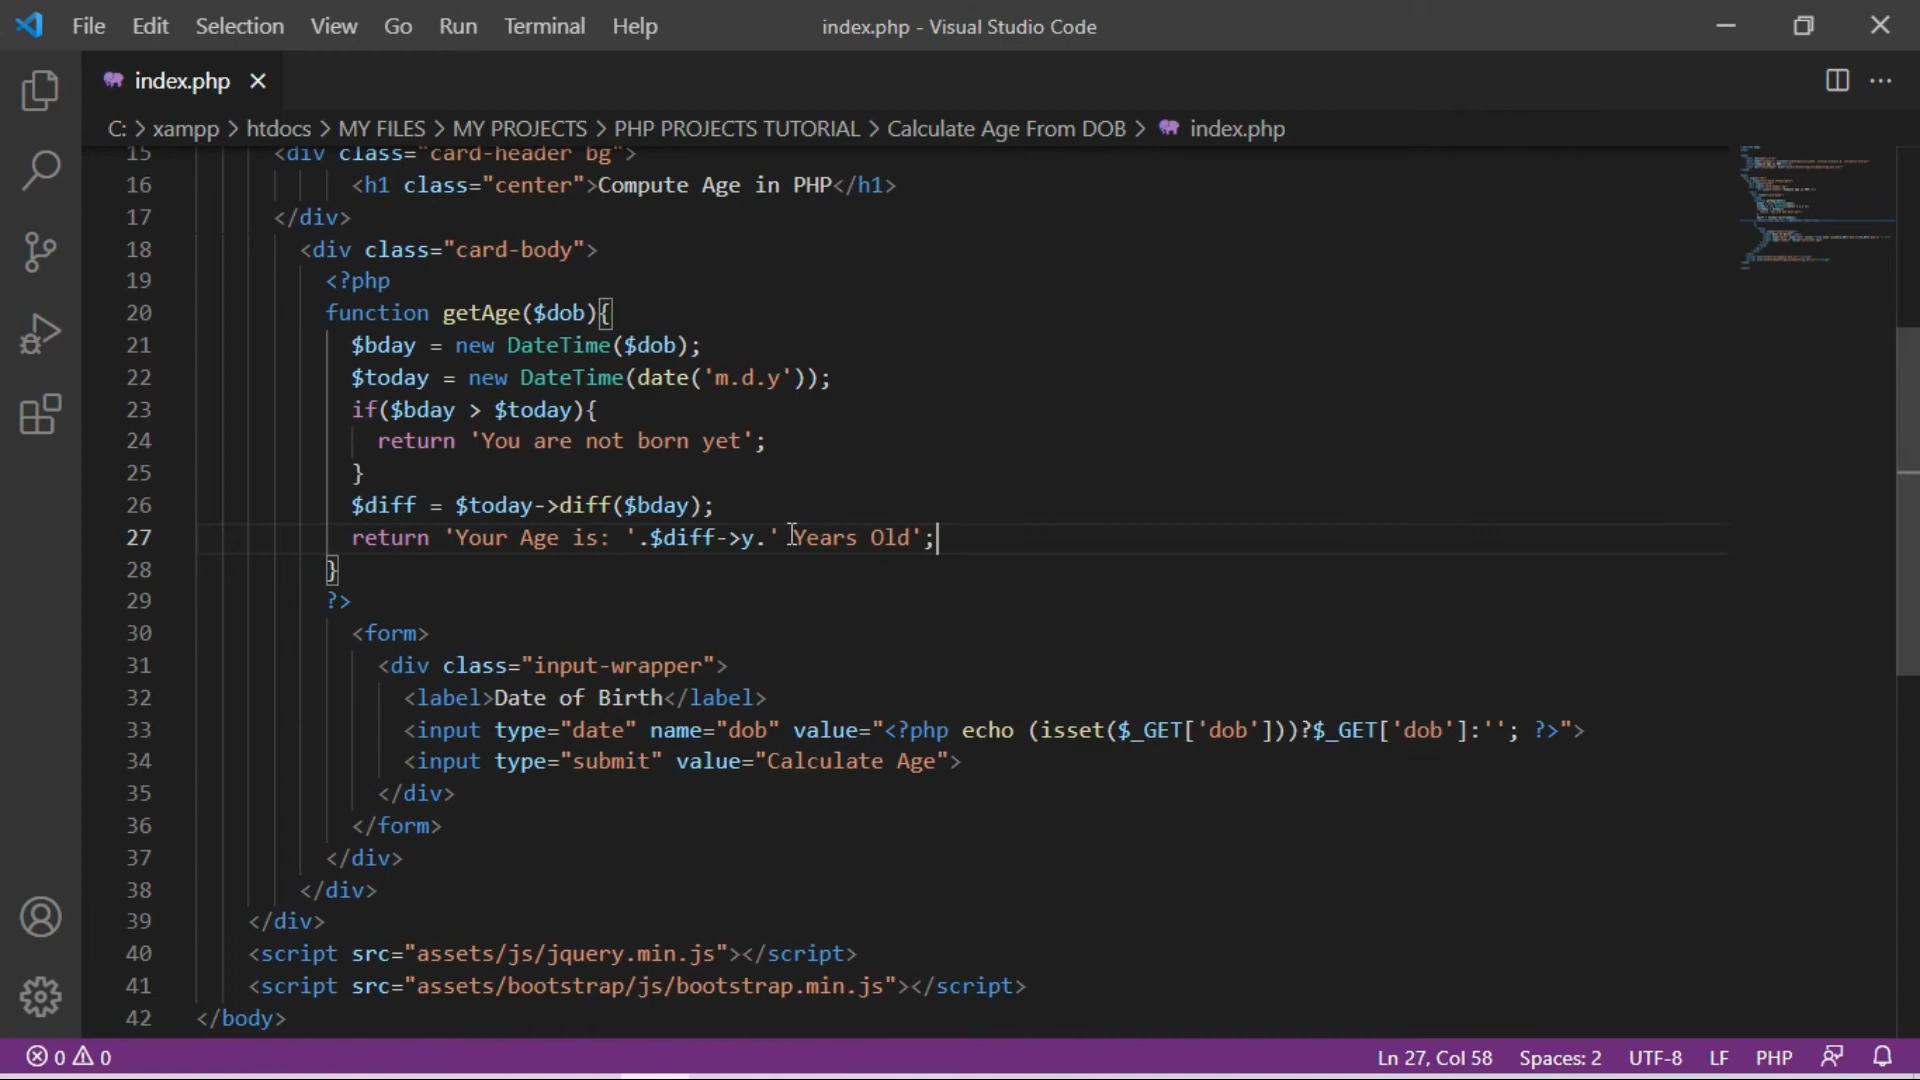 File Edit Selection View Go Run Terminal Help index.php - Visual Studio Code
index.php
C: > xampp > htdocs > MY FILES > MY PROJECTS > PHP PROJECTS TUTORIAL > Calculate Age From DOB > index.php
15 <div class="card-header bg">
16 <h1 class="center">Compute Age in PHP</h1>
17 </div>
18 <div class="card-body">
19 <?php
20 function getAge($dob){
21 $bday = new DateTime($dob);
22 $today = new DateTime(date('m.d.y'));
23 if($bday > $today){
24 return 'You are not born yet';
25 }
26 $diff = $today->diff($bday);
27 return 'Your Age is: '.$diff->y.' Years Old';
28 }
29 ?>
30 <form>
31 <div class="input-wrapper">
32 <label>Date of Birth</label>
33 <input type="date" name="dob" value="<?php echo (isset($_GET['dob']))?$_GET['dob']:''; ?>">
34 <input type="submit" value="Calculate Age">
35 </div>
36 </form>
37 </div>
38 </div>
39 </div>
40 <script src="assets/js/jquery.min.js"></script>
41 <script src="assets/bootstrap/js/bootstrap.min.js"></script>
42 </body>
0 0 Ln 27, Col 58 Spaces: 2 UTF-8 LF PHP